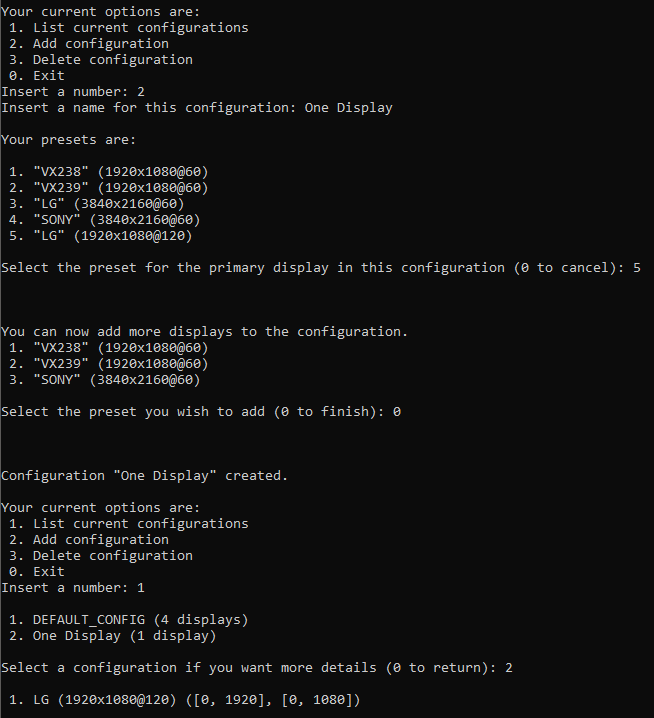 Your current options are:
1. List current configurations
2. Add configuration
3. Delete configuration
0. Exit
Insert a number: 2
Insert a name for this configuration: One Display
Your presets are:
1. "VX238" (1920x1080@60)
2. "VX239" (1920x1080@60)
3. "LG" (3840x2160@60)
4. "SONY" (3840x2160@60)
5. "LG" (1920x1080@120)
Select the preset for the primary display in this configuration (0 to cancel): 5
You can now add more displays to the configuration.
1. "VX238" (1920x1080@60)
2. "VX239" (1920x1080@60)
3. "SONY" (3840x2160@60)
Select the preset you wish to add (0 to finish): 0
Configuration "One Display" created.
Your current options are:
1. List current configurations
2. Add configuration
3. Delete configuration
0. Exit
Insert a number: 1
1. DEFAULT_CONFIG (4 displays)
2. One Display (1 display)
Select a configuration if you want more details (0 to return): 2
1. LG (1920x1080@120) ([0, 1920], [0, 1080])